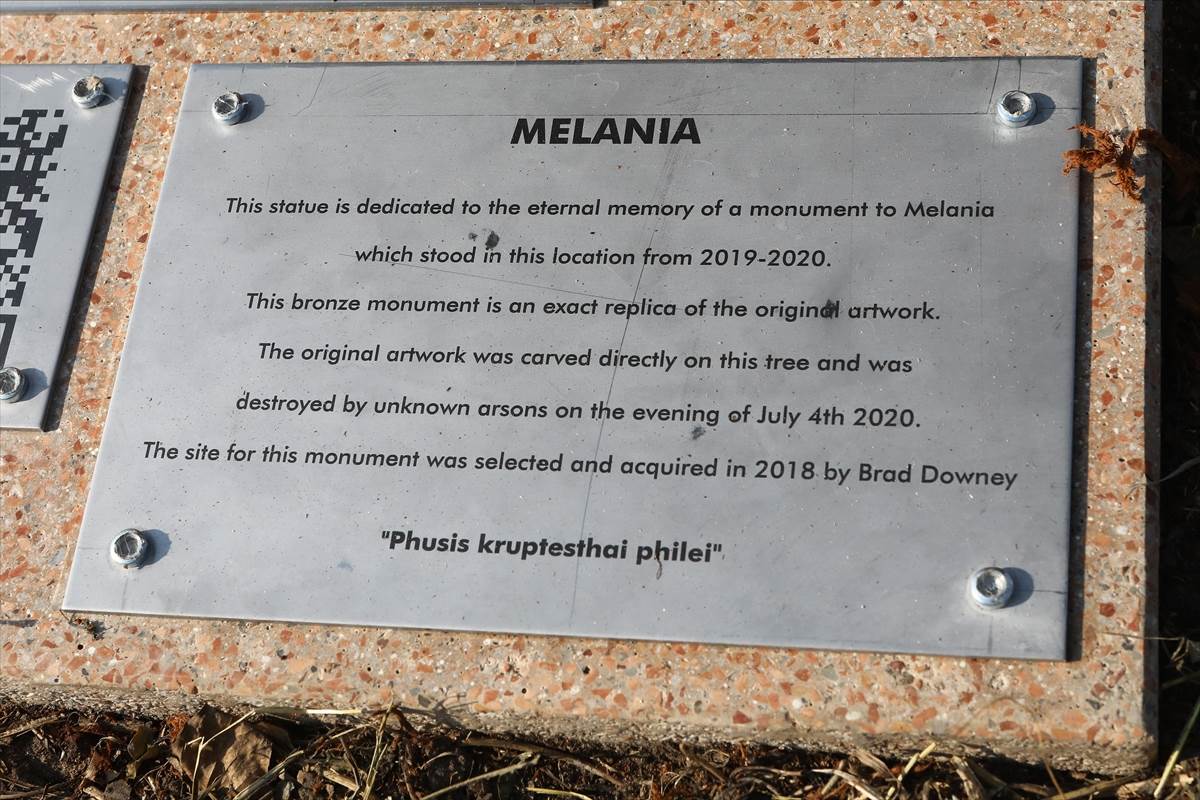 MELANIA
This statue is dedicated to the eternal memory of a monument to Melania
which stood in this location from 2019-2020.
This bronze monument is an exact replica of the original artwork.
The original artwork was carved directly on this tree and was
destroyed by unknown arsons on the evening of July 4th 2020.
The site for this monument was selected and acquired in 2018 by Brad Downey
"Phusis kruptesthai philei"